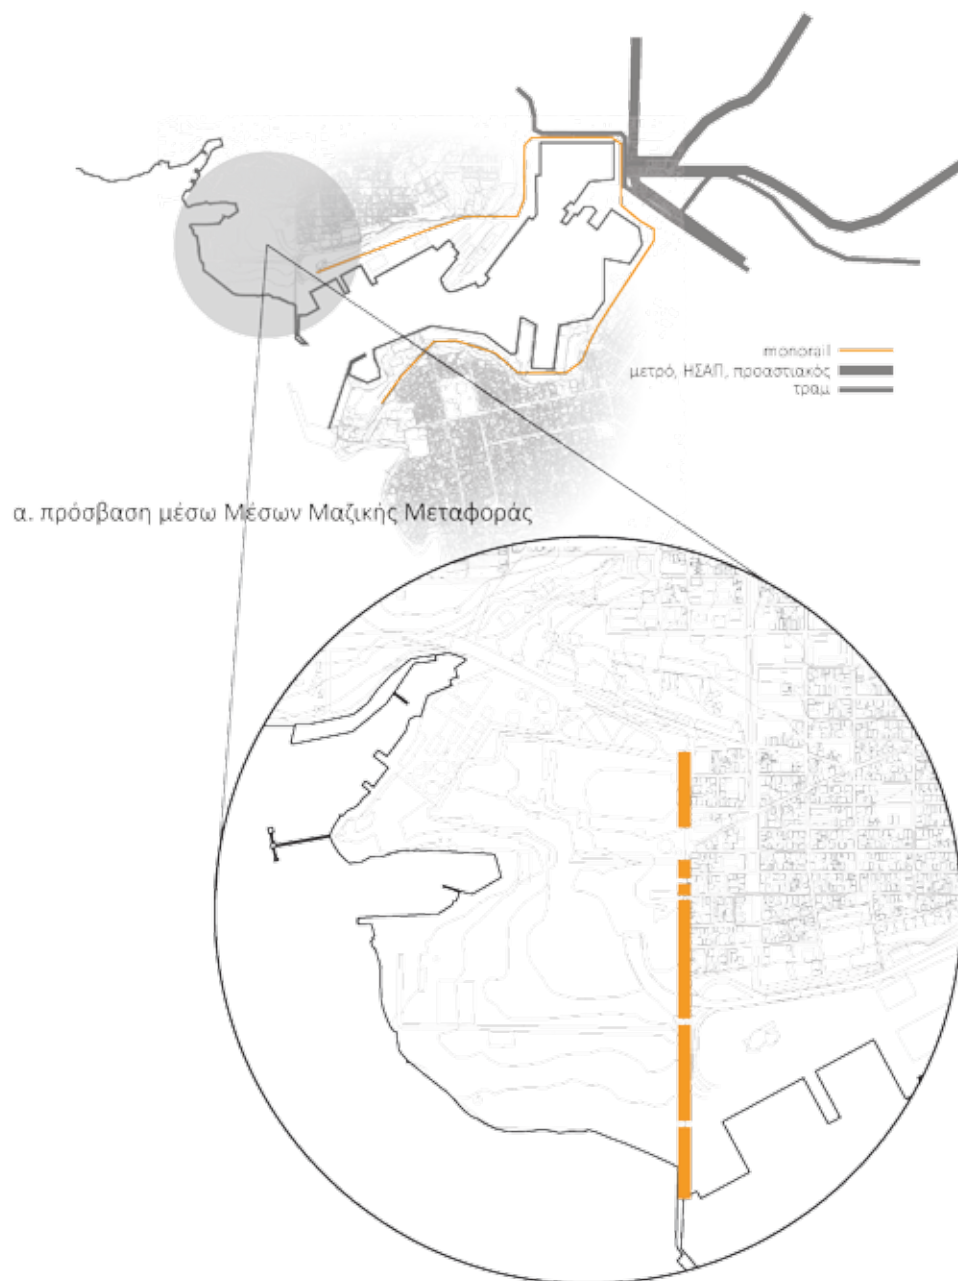 monorail
μετρό, ΗΣΑΠ, προαστιακός
τραμ
α. πρόσβαση μέσω Μέσων Μαζικής Μεταφοράς